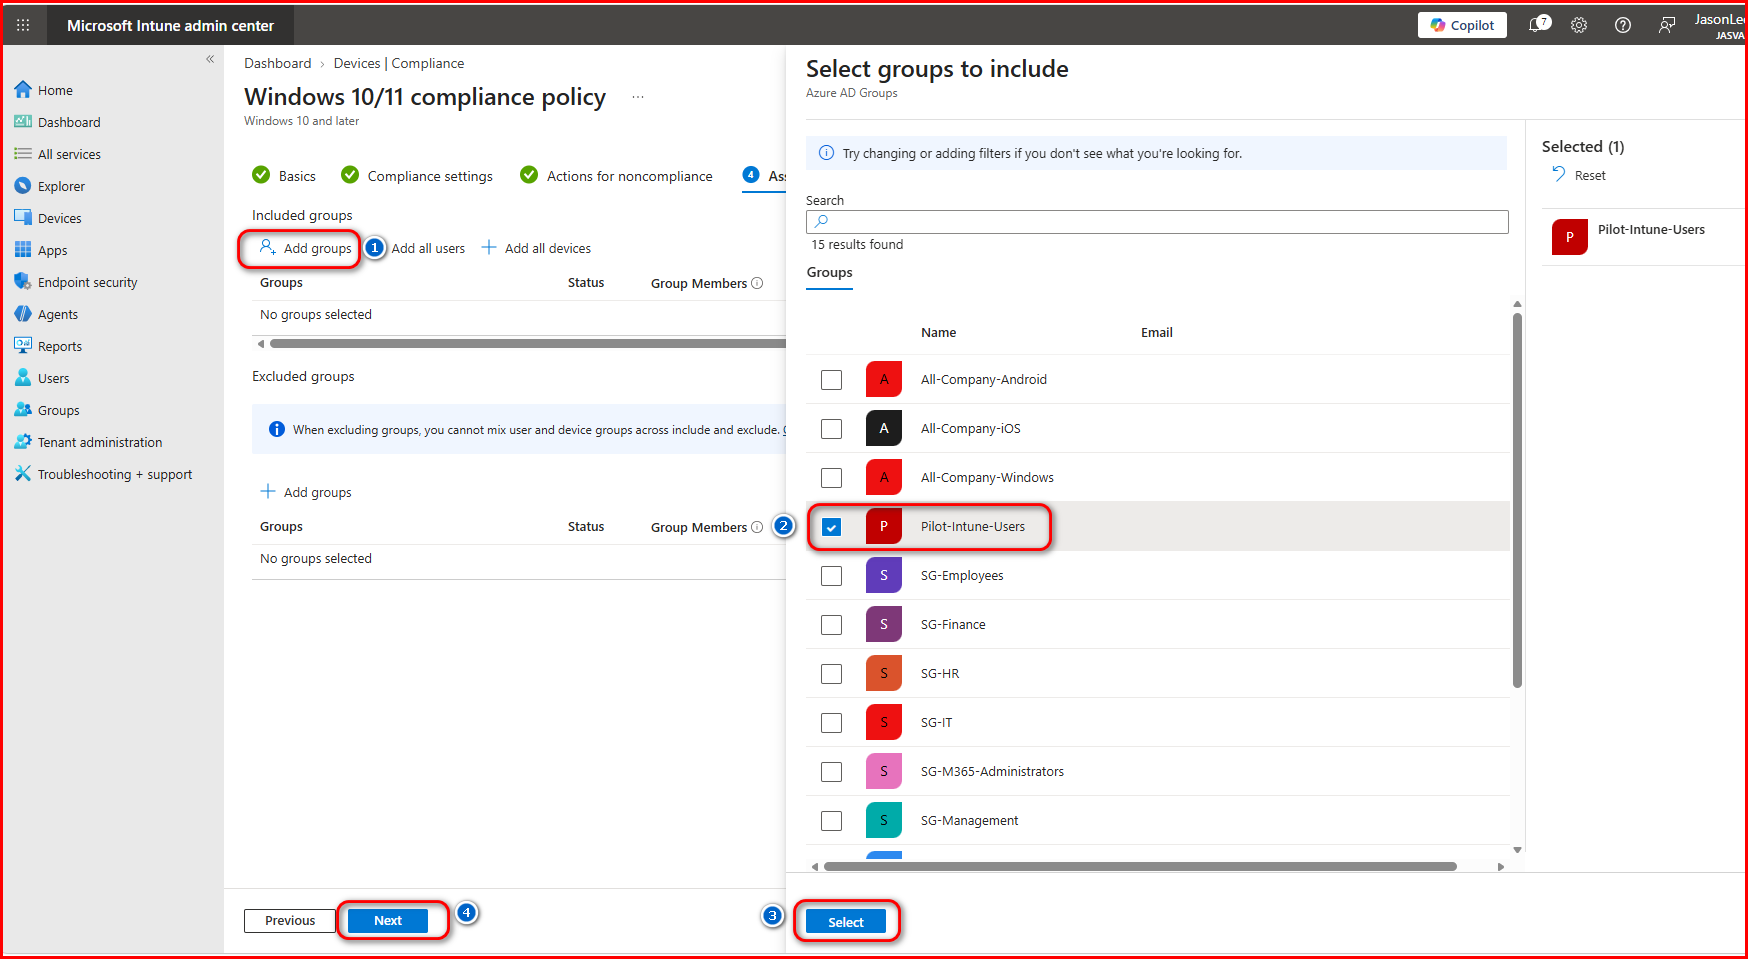 Microsoft Intune admin center
Copilot
7
JasonLe
JASVA
Home
Dashboard
All services
Explorer
Devices
Apps
Endpoint security
Agents
Reports
Users
Groups
Tenant administration
Troubleshooting + support
Dashboard › Devices | Compliance
Windows 10/11 compliance policy ...
Windows 10 and later
Basics
Compliance settings
Actions for noncompliance
4 Ass
Included groups
Add groups 1 Add all users + Add all devices
Groups Status Group Members
No groups selected
Excluded groups
When excluding groups, you cannot mix user and device groups across include and exclude.
+ Add groups
Groups Status Group Members
No groups selected
Previous
Next
4
Select groups to include
Azure AD Groups
Try changing or adding filters if you don't see what you're looking for.
Search
15 results found
Groups
Name Email
A All-Company-Android
A All-Company-iOS
A All-Company-Windows
2 P Pilot-Intune-Users
S SG-Employees
S SG-Finance
S SG-HR
S SG-IT
S SG-M365-Administrators
S SG-Management
3 Select
Selected (1)
Reset
P Pilot-Intune-Users